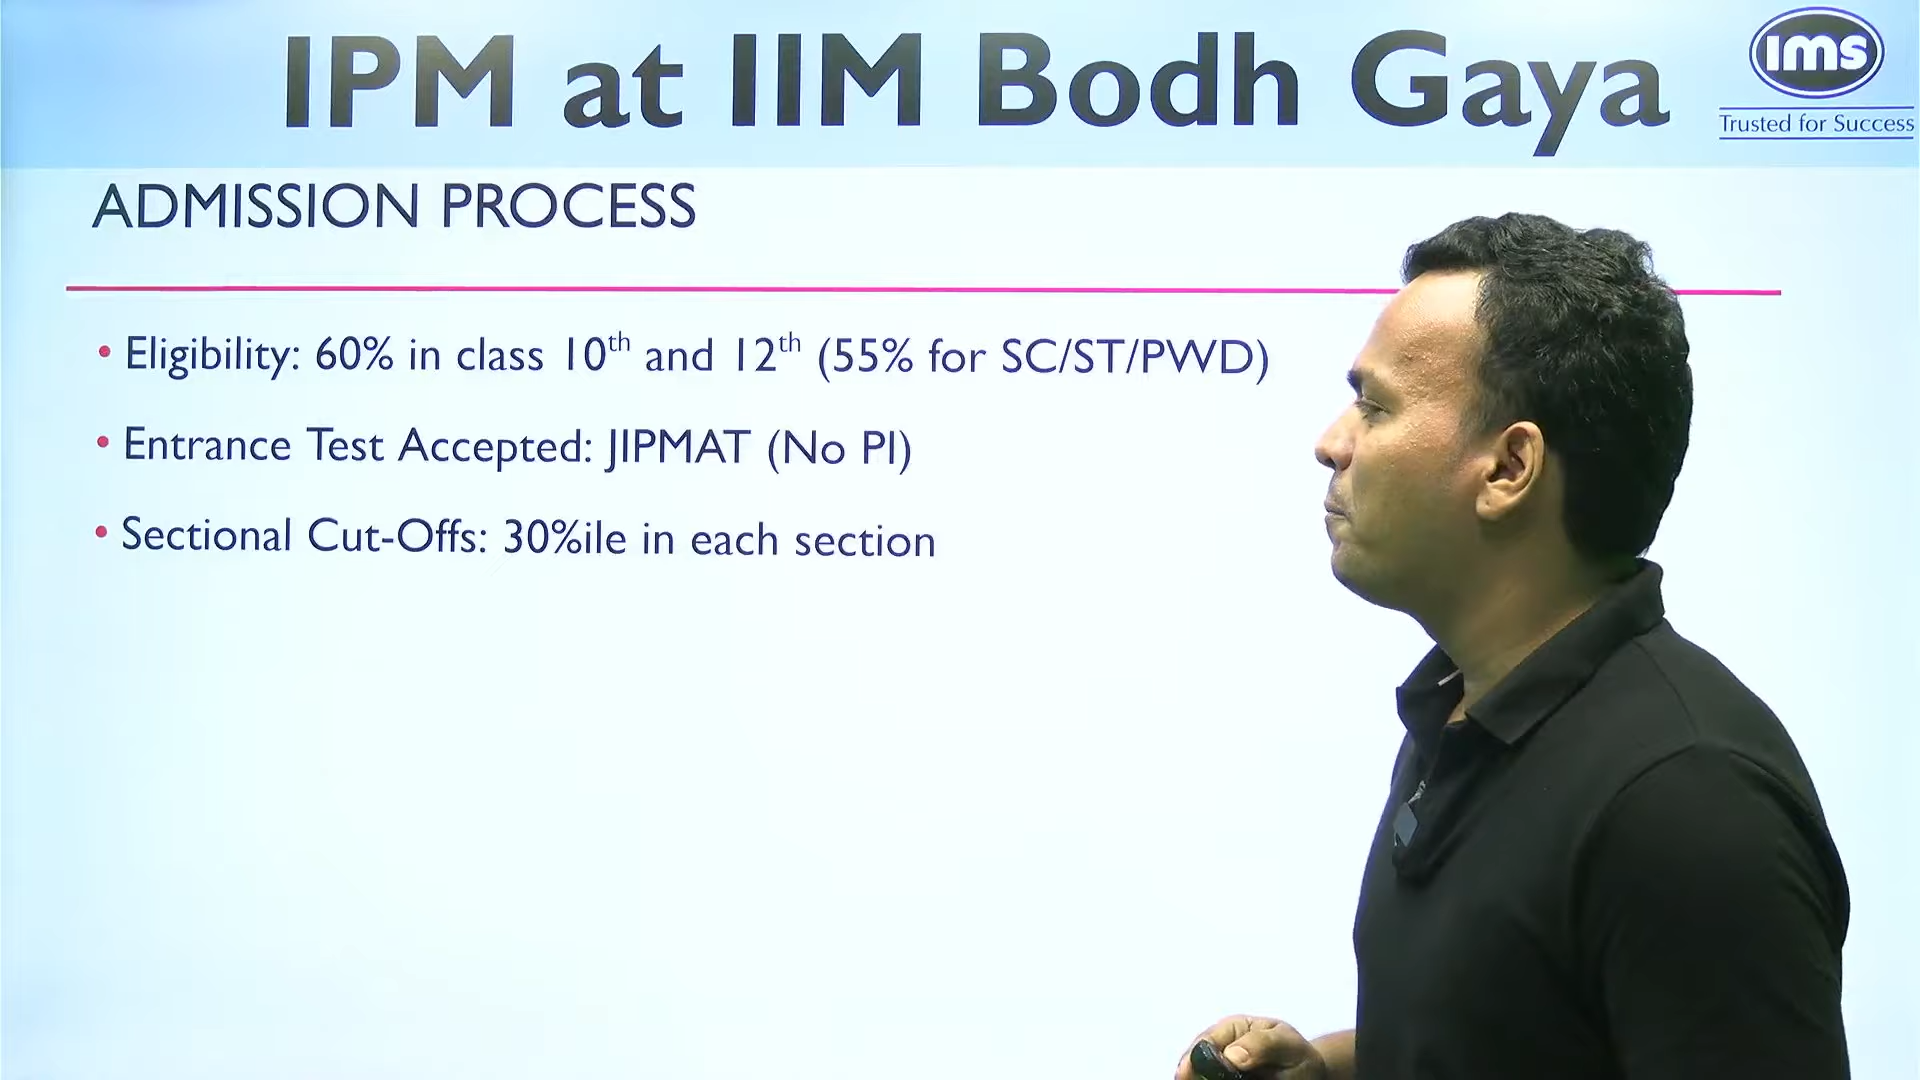 IPM at IIM Bodh Gaya
ims
Trusted for Success
ADMISSION PROCESS
• Eligibility: 60% in class 10th and 12th (55% for SC/ST/PWD)
• Entrance Test Accepted: JIPMAT (No PI)
• Sectional Cut-Offs: 30%ile in each section